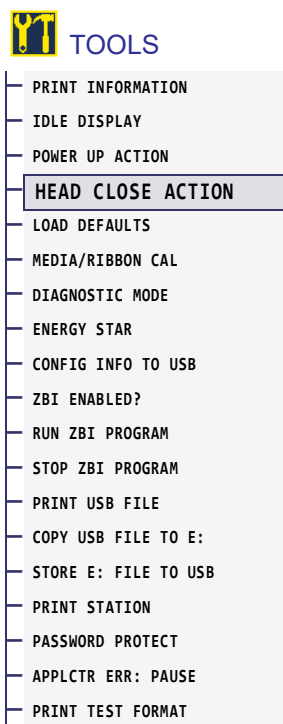 TOOLS
PRINT INFORMATION
IDLE DISPLAY
POWER UP ACTION
HEAD CLOSE ACTION
LOAD DEFAULTS
MEDIA/RIBBON CAL
DIAGNOSTIC MODE
ENERGY STAR
CONFIG INFO TO USB
ZBI ENABLED?
RUN ZBI PROGRAM
STOP ZBI PROGRAM
PRINT USB FILE
COPY USB FILE TO E:
STORE E: FILE TO USB
PRINT STATION
PASSWORD PROTECT
APPLCTR ERR: PAUSE
PRINT TEST FORMAT